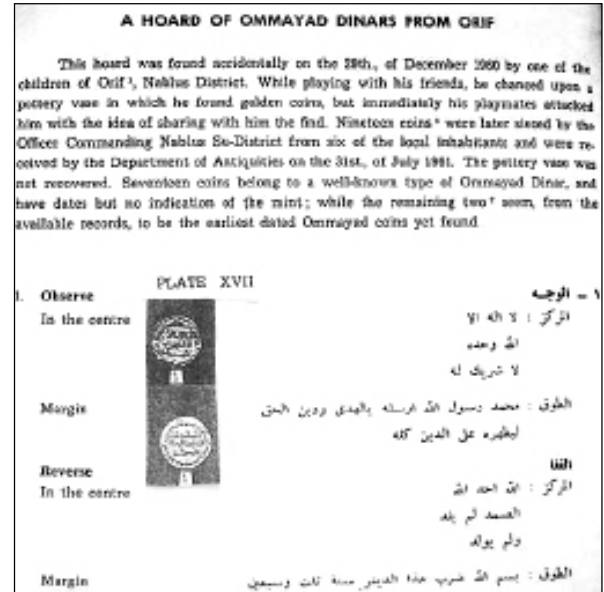 A HOARD OF OMMAYAD DINARS FROM ORIF
This hoard was found accidentally on the 29th., of December 1960 by one of the
children of Orif¹, Nablus District. While playing with his friends, he chanced upon a
pottery vase in which he found golden coins, but immediately his playmates attacked
him with the idea of sharing with him the find. Nineteen coins were later siezed by the
Officer Commanding Nablus Su-District from six of the local inhabitants and were re-
ceived by the Department of Antiquities on the 31st., of July 1961. The pottery vase was
not recovered. Seventeen coins belong to a well-known type of Ommayad Dinar, and
have dates but no indication of the mint; while the remaining two seem, from the
available records, to be the earliest dated Ommayed coins yet found
PLATE XVII
1. Observe
١ – الوجه
In the centre
المركز : لا اله الا
الله وحده
لا شريك له
Margin
الطوق : محمد رسول الله ارسله بالهدى ودين الحق
ليظهره على الدين كله
Reverse
القفا
In the centre
المركز : الله احد الله
الصمد لم يلد
ولم يولد
Margin
الطوق : بسم الله ضرب هذا الدينر سنة ثلث وسبعين